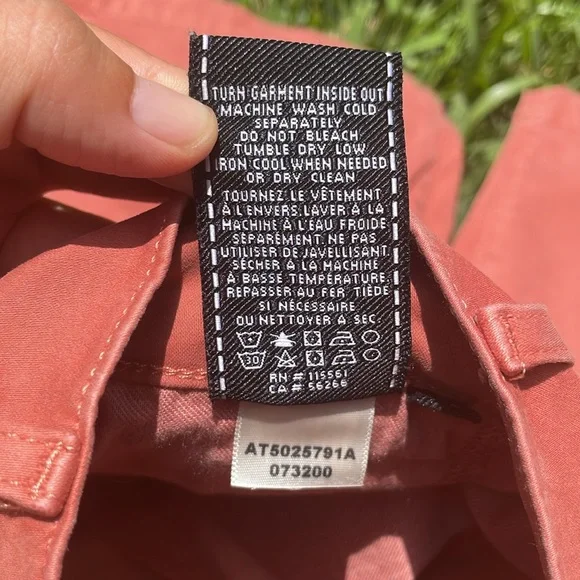 TURN GARMENT INSIDE OUT
MACHINE WASH COLD
SEPARATELY
DO NOT BLEACH
TUMBLE DRY LOW
IRON COOL WHEN NEEDED
OR DRY CLEAN
TOURNEZ LE VÊTEMENT
À L'ENVERS. LAVER À LA
MACHINE À L'EAU FROIDE
SÉPARÉMENT. NE PAS
UTILISER DE JAVELLISANT.
SÉCHER À LA MACHINE
À BASSE TEMPÉRATURE.
REPASSER AU FER TIÈDE
SI NÉCESSAIRE
OU NETTOYER À SEC.
30
RN # 115561
CA # 56266
AT5025791A
073200